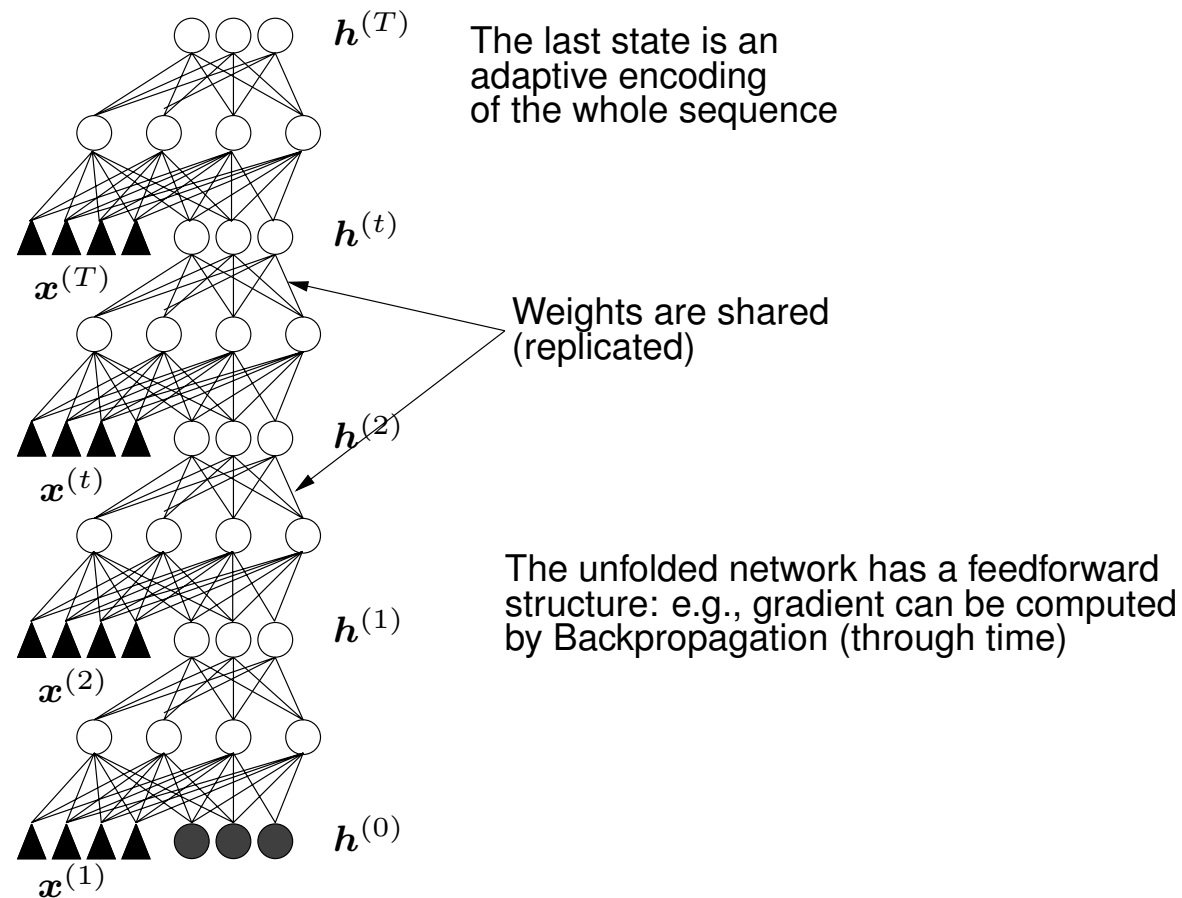 h^(T)
The last state is an
adaptive encoding
of the whole sequence
h^(t)
x^(T)
Weights are shared
(replicated)
h^(2)
x^(t)
The unfolded network has a feedforward
structure: e.g., gradient can be computed
by Backpropagation (through time)
h^(1)
x^(2)
h^(0)
x^(1)